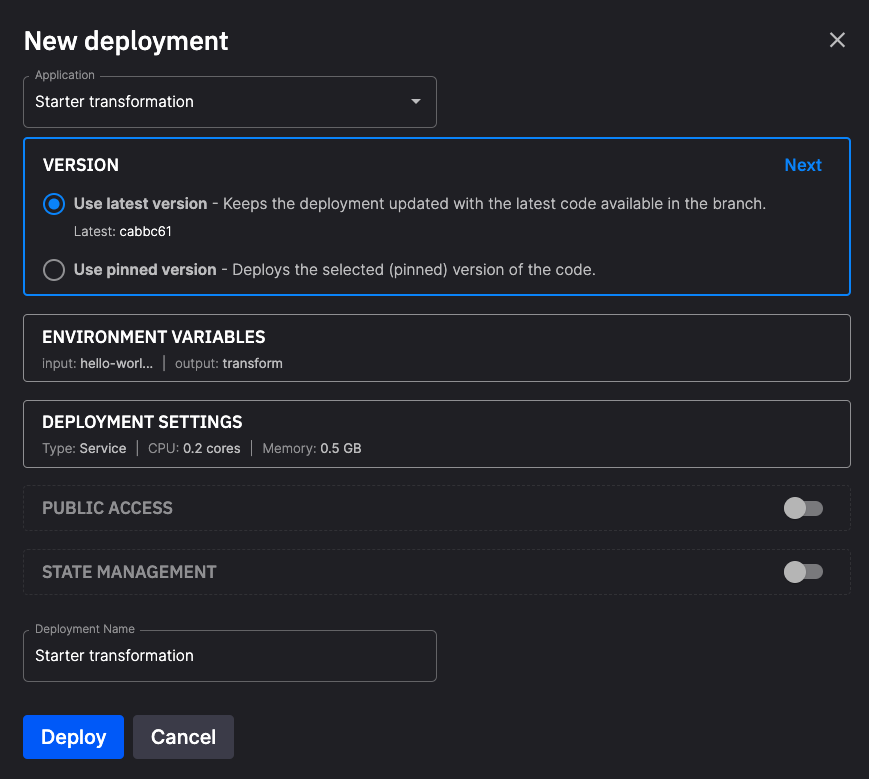 New deployment
Application
Starter transformation
VERSION
Next
Use latest version - Keeps the deployment updated with the latest code available in the branch.
Latest: cabbc61
Use pinned version - Deploys the selected (pinned) version of the code.
ENVIRONMENT VARIABLES
input: hello-worl... | output: transform
DEPLOYMENT SETTINGS
Type: Service | CPU: 0.2 cores | Memory: 0.5 GB
PUBLIC ACCESS
STATE MANAGEMENT
Deployment Name
Starter transformation
Deploy Cancel